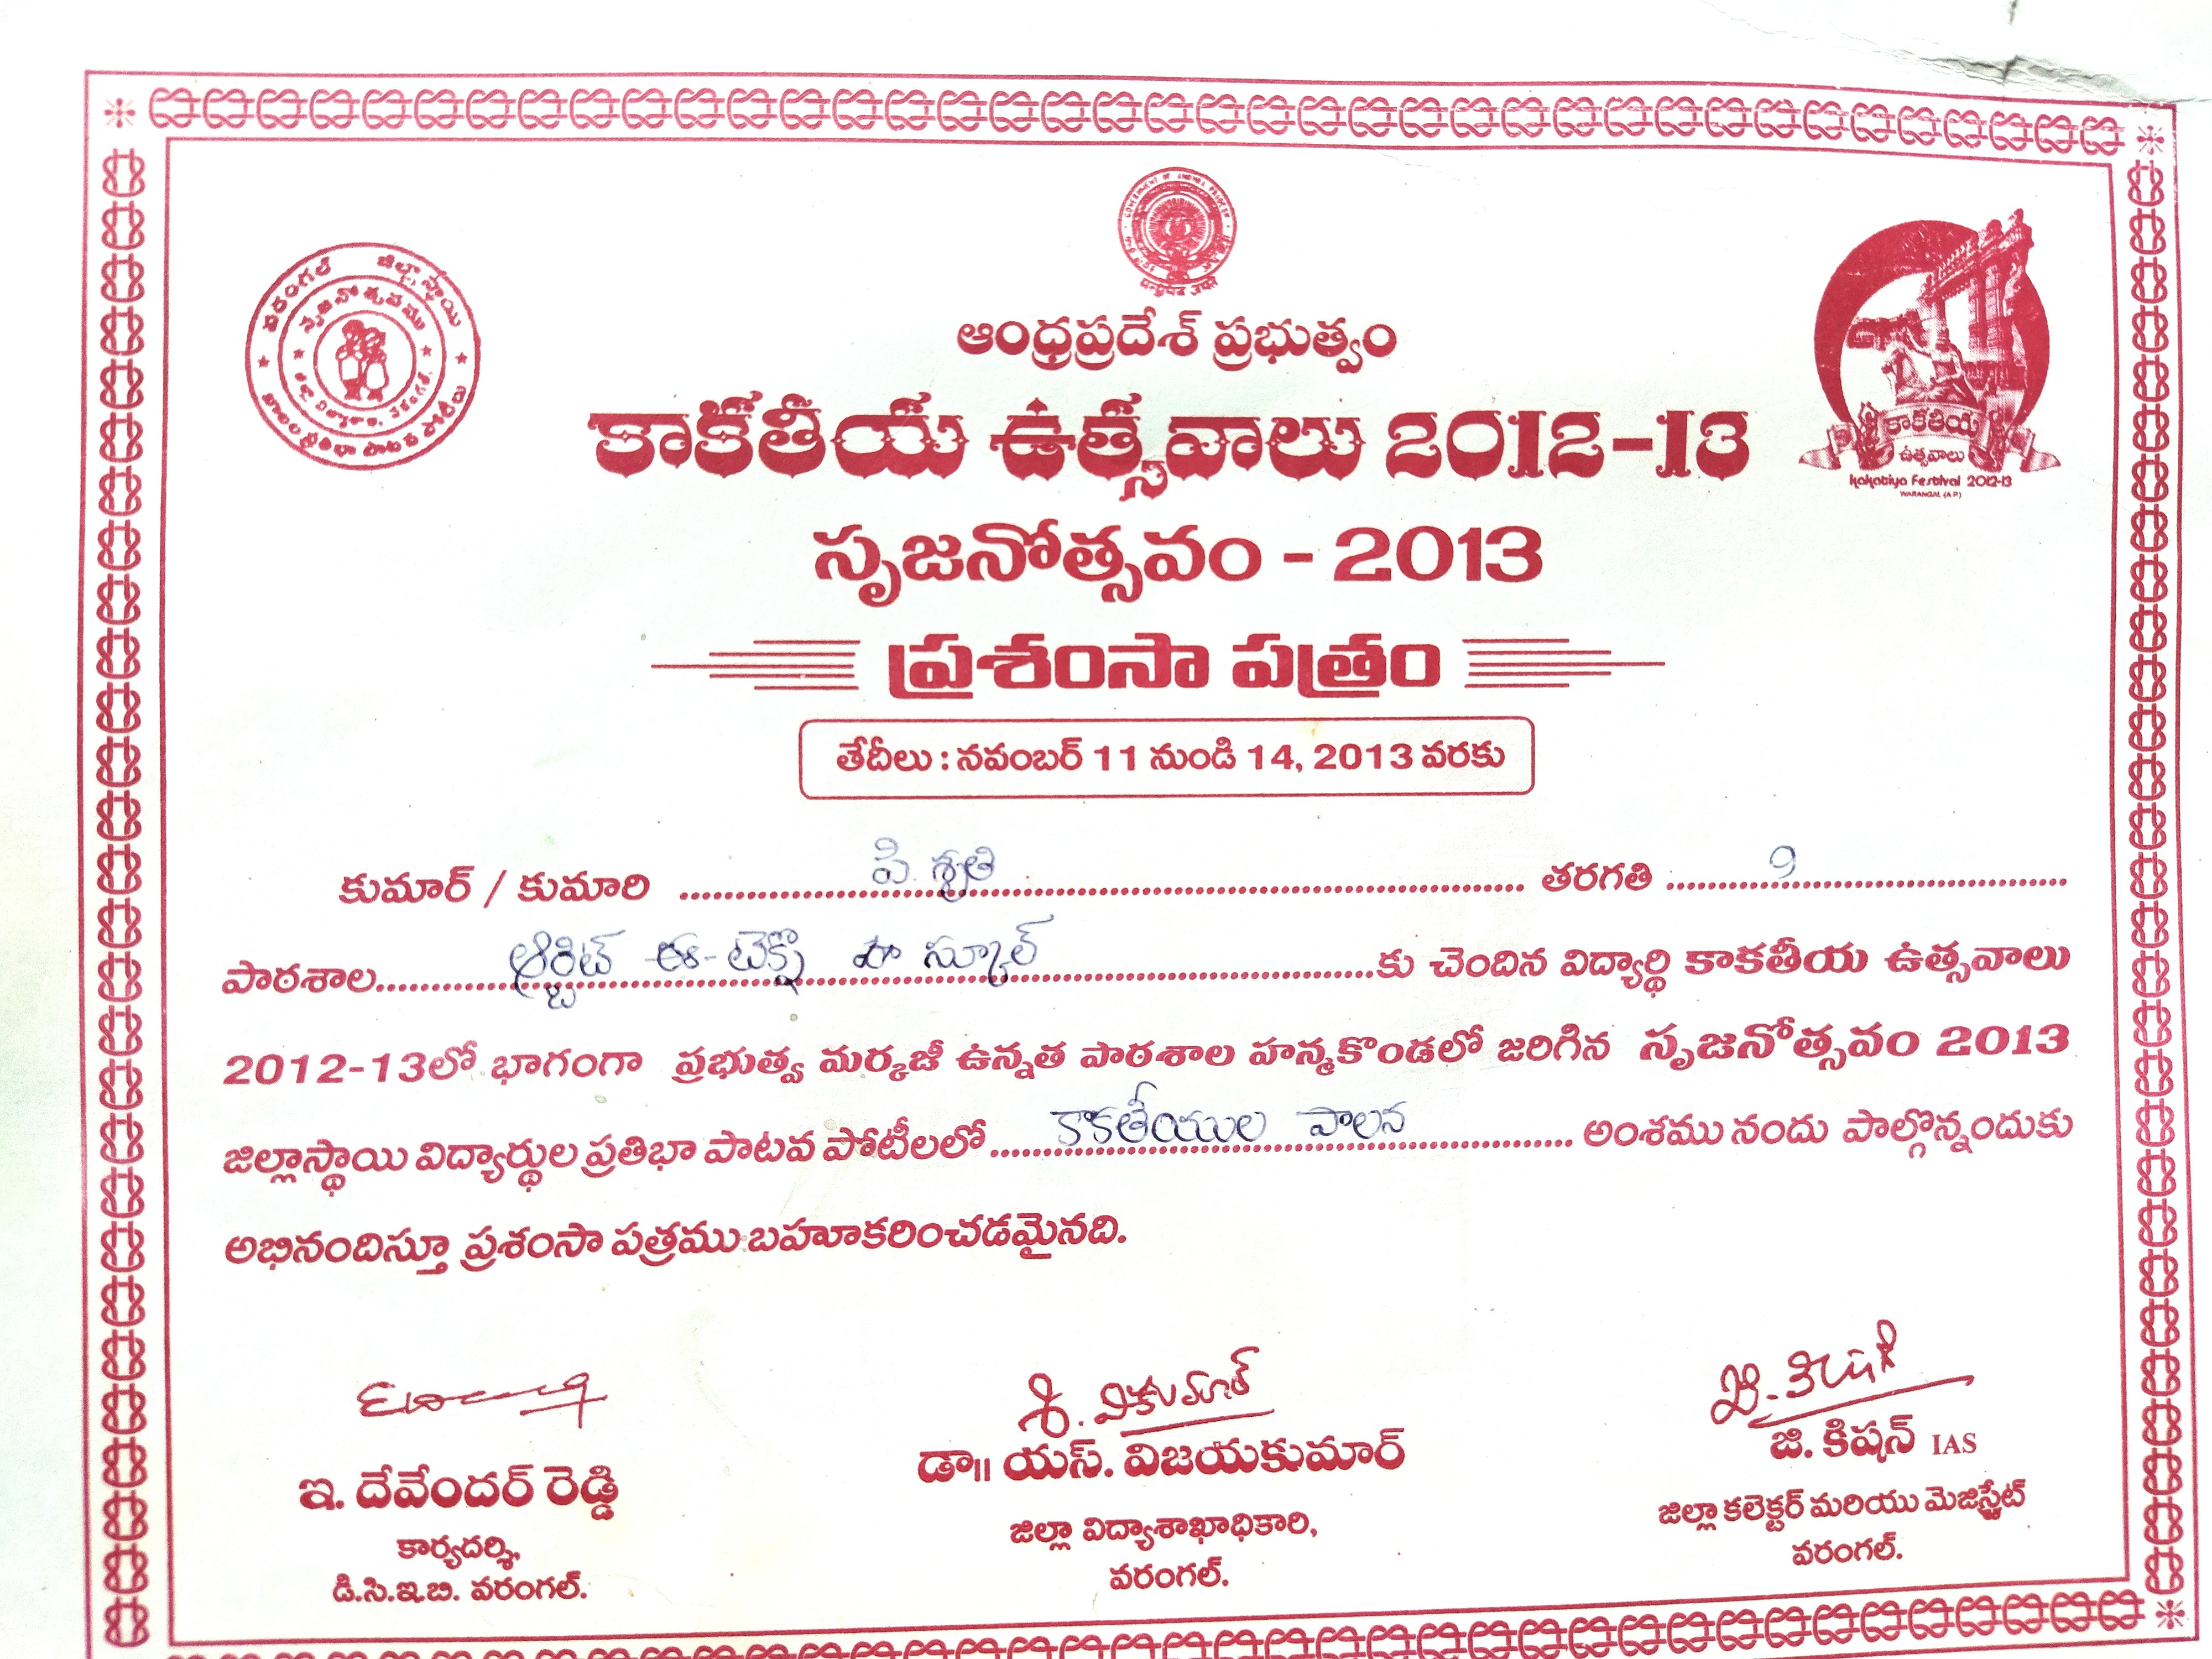 ఆంధ్రప్రదేశ్ ప్రభుత్వం
వరంగల్ జిల్లా స్థాయి
సృజనోత్సవము
బాలల ప్రతిభా పాటవ పోటీలు
కాకతీయ
ఉత్సవాలు
Kakatiya Festival 2012-13
WARANGAL (A.P)
కాకతీయ ఉత్సవాలు 2012-13
సృజనోత్సవం - 2013
ప్రశంసా పత్రం
తేదీలు : నవంబర్ 11 నుండి 14, 2013 వరకు
కుమార్ / కుమారి పి. శృతి తరగతి 9
పాఠశాల ఆర్బిట్ ఈ-టెక్నో స్కూల్ కు చెందిన విద్యార్థి కాకతీయ ఉత్సవాలు
2012-13లో భాగంగా ప్రభుత్వ మర్కజీ ఉన్నత పాఠశాల హన్మకొండలో జరిగిన సృజనోత్సవం 2013
జిల్లాస్థాయి విద్యార్థుల ప్రతిభా పాటవ పోటీలలో కాకతీయుల పాలన అంశము నందు పాల్గొన్నందుకు
అభినందిస్తూ ప్రశంసా పత్రము బహూకరించడమైనది.
జి. కిషన్ IAS
డా॥ యస్. విజయకుమార్
ఇ. దేవేందర్ రెడ్డి
జిల్లా కలెక్టర్ మరియు మెజిస్ట్రేట్
జిల్లా విద్యాశాఖాధికారి,
కార్యదర్శి,
వరంగల్.
వరంగల్.
డి.సి.ఇ.బి. వరంగల్.